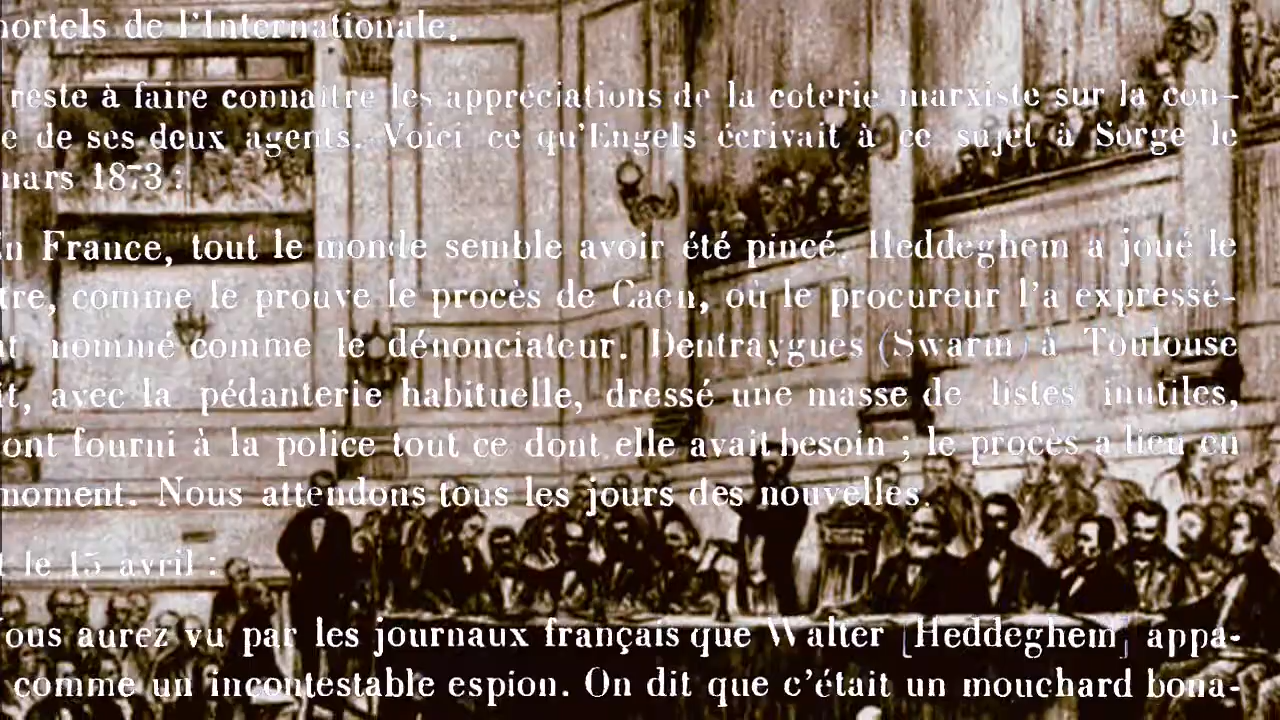 ortels de l'Internationale.
reste à faire connaître les appréciations de la coterie marxiste sur la con-
e de ses deux agents. Voici ce qu'Engels écrivait à ce sujet à Sorge le
mars 1873 :
En France, tout le monde semble avoir été pincé. Heddeghem a joué le
tre, comme le prouve le procès de Caen, où le procureur l'a expressé-
t nommé comme le dénonciateur. Dentraygues (Swarm) à Toulouse
it, avec la pédanterie habituelle, dressé une masse de listes inutiles,
ont fourni à la police tout ce dont elle avait besoin ; le procès a lieu en
moment. Nous attendons tous les jours des nouvelles.
t le 15 avril :
Vous aurez vu par les journaux français que Walter [Heddeghem] appa-
comme un incontestable espion. On dit que c'était un mouchard bona-